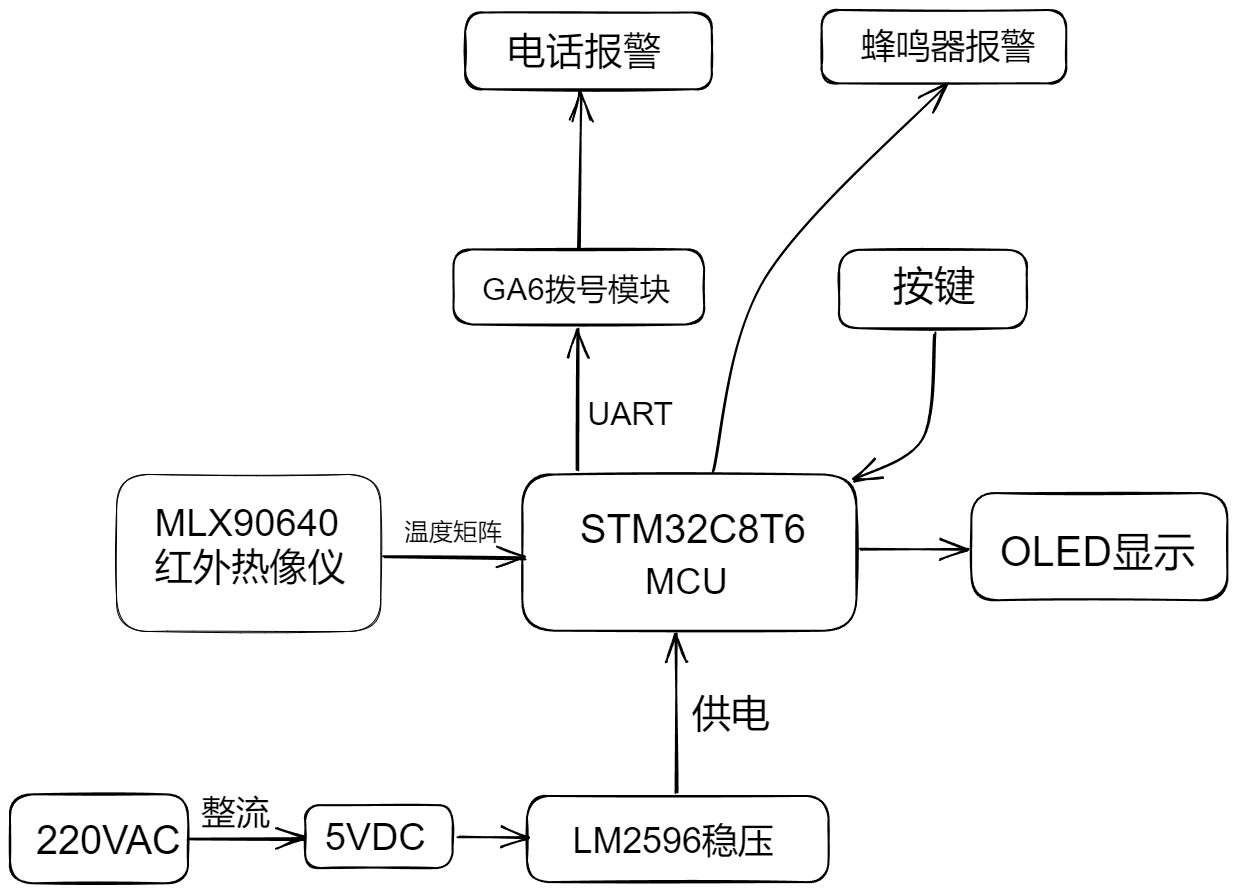 电话报警
蜂鸣器报警
GA6拨号模块
按键
UART
MLX90640
红外热像仪
温度矩阵
STM32C8T6
MCU
OLED显示
供电
220VAC
整流
5VDC
LM2596稳压